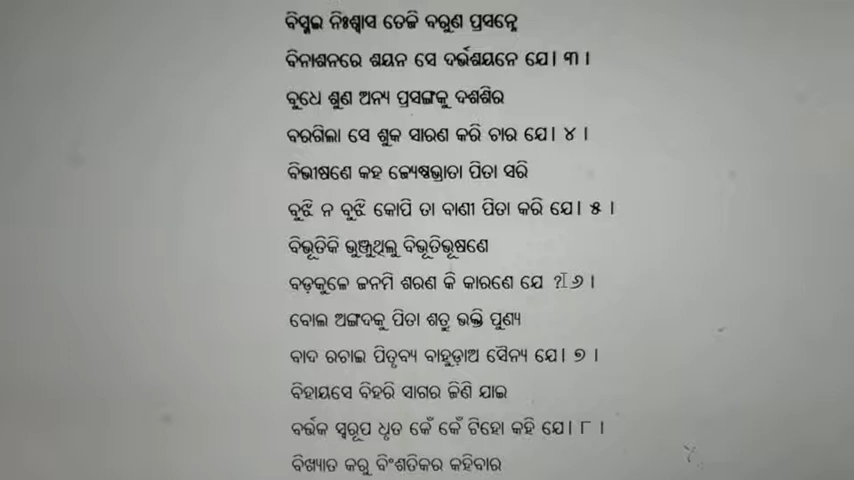 ବିସ୍ନଇ ନିଃଶ୍ୱାସ ତେଜି ବରୁଣ ପ୍ରସନ୍ନେ
ବିନାଶନରେ ଶୟନ ସେ ଦର୍ଭଶୟନେ ଯେ। ୩ ।
ବୁଧେ ଶୁଣ ଅନ୍ୟ ପ୍ରସଙ୍ଗକୁ ଦଶଶିର
ବରଗିଲା ସେ ଶୁକ ସାରଣ କରି ଚାର ଯେ। ୪ ।
ବିଭୀଷଣେ କହ ଜ୍ୟେଷ୍ଠଭ୍ରାତା ପିତା ସରି
ବୁଝି ନ ବୁଝି କୋପି ତା ବାଣୀ ପିତା କରି ଯେ। ୫ ।
ବିଭୂତିକି ଭୁଞ୍ଜୁଥିଲୁ ବିଭୂତିଭୂଷଣେ
ବଡ଼କୁଳେ ଜନମି ଶରଣ କି କାରଣେ ଯେ ?। ୬ ।
ବୋଲ ଅଙ୍ଗଦକୁ ପିତା ଶତ୍ରୁ ଭକ୍ତି ପୁଣ୍ୟ
ବାଦ ରଚାଇ ପିତୃବ୍ୟ ବାହୁଡ଼ାଅ ସୈନ୍ୟ ଯେ। ୭ ।
ବିହାୟସେ ବିହରି ସାଗର ଜିଣି ଯାଇ
ବର୍ତ୍ତକ ସ୍ୱରୂପ ଧୃତ କେଁ କେଁ ଟିହୋ କହି ଯେ। ୮ ।
ବିଖ୍ୟାତ କରୁ ବିଂଶତିକର କହିବାର